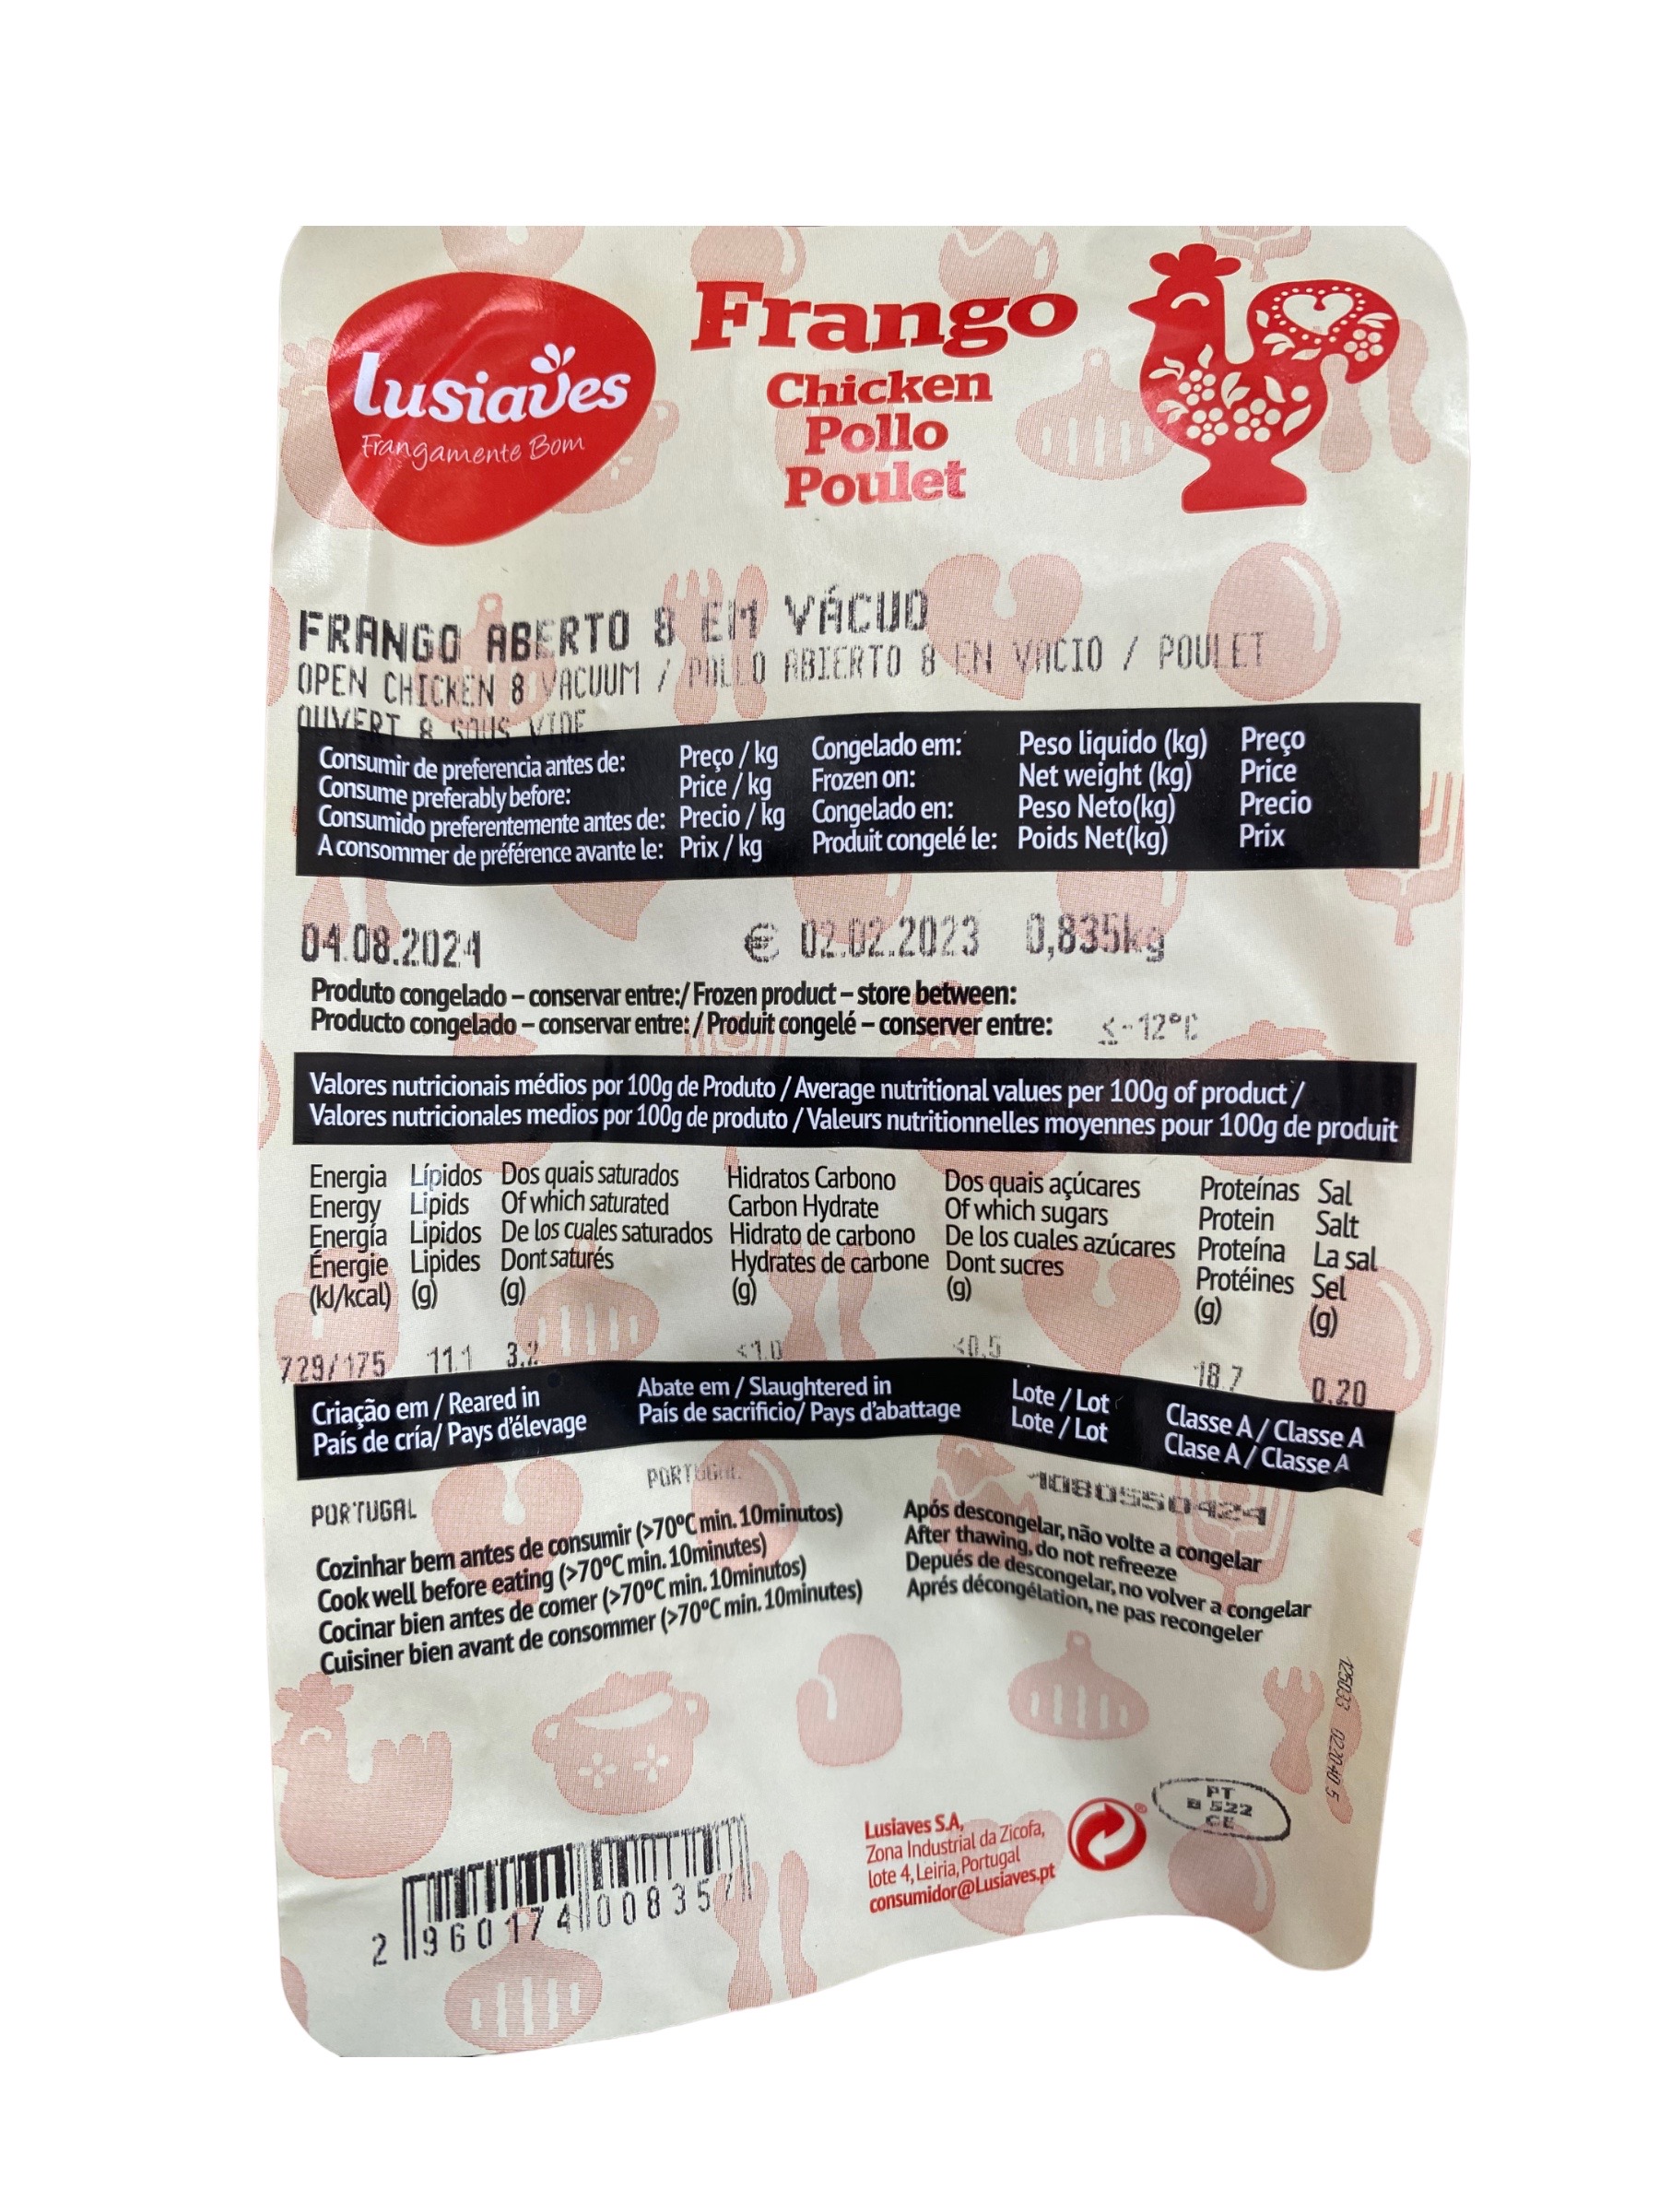 lusiaves
Frangamente Bom
Frango
Chicken
Pollo
Poulet
FRANGO ABERTO 8 EM VÁCUO
OPEN CHICKEN 8 VACUUM / POLLO ABIERTO 8 EN VACIO / POULET
OUVERT 8 SOUS VIDE
Consumir de preferencia antes de: Preço / kg Congelado em: Peso liquido (kg) Preço
Consume preferably before: Price / kg Frozen on: Net weight (kg) Price
Consumido preferentemente antes de: Precio / kg Congelado en: Peso Neto(kg) Precio
A consommer de préférence avante le: Prix / kg Produit congelé le: Poids Net(kg) Prix
04.08.2024 € 02.02.2023 0,835kg
Produto congelado – conservar entre:/ Frozen product – store between:
Producto congelado – conservar entre: / Produit congelé – conserver entre: ≤-12°C
Valores nutricionais médios por 100g de Produto / Average nutritional values per 100g of product /
Valores nutricionales medios por 100g de produto / Valeurs nutritionnelles moyennes pour 100g de produit
Energia Lípidos Dos quais saturados Hidratos Carbono Dos quais açúcares Proteínas Sal
Energy Lipids Of which saturated Carbon Hydrate Of which sugars Protein Salt
Energía Lipidos De los cuales saturados Hidrato de carbono De los cuales azúcares Proteína La sal
Énergie Lipides Dont saturés Hydrates de carbone Dont sucres Protéines Sel
(kJ/kcal) (g) (g) (g) (g) (g) (g)
729/175 11.1 3.2 <1.0 <0.5 18.7 0.20
Criação em / Reared in Abate em / Slaughtered in Lote / Lot Classe A / Classe A
País de cría/ Pays d'élevage País de sacrificio/ Pays d'abattage Lote / Lot Clase A / Classe A
PORTUGAL PORTUGAL 1080550424
Cozinhar bem antes de consumir (>70ºC min. 10minutos)
Cook well before eating (>70ºC min. 10minutes)
Cocinar bien antes de comer (>70ºC min. 10minutos)
Cuisiner bien avant de consommer (>70ºC min. 10minutes)
Após descongelar, não volte a congelar
After thawing, do not refreeze
Depués de descongelar, no volver a congelar
Aprés décongélation, ne pas recongeler
Lusiaves S.A,
Zona Industrial da Zicofa,
lote 4, Leiria, Portugal
consumidor@Lusiaves.pt
PT
B 522
CE
2 960174 00835